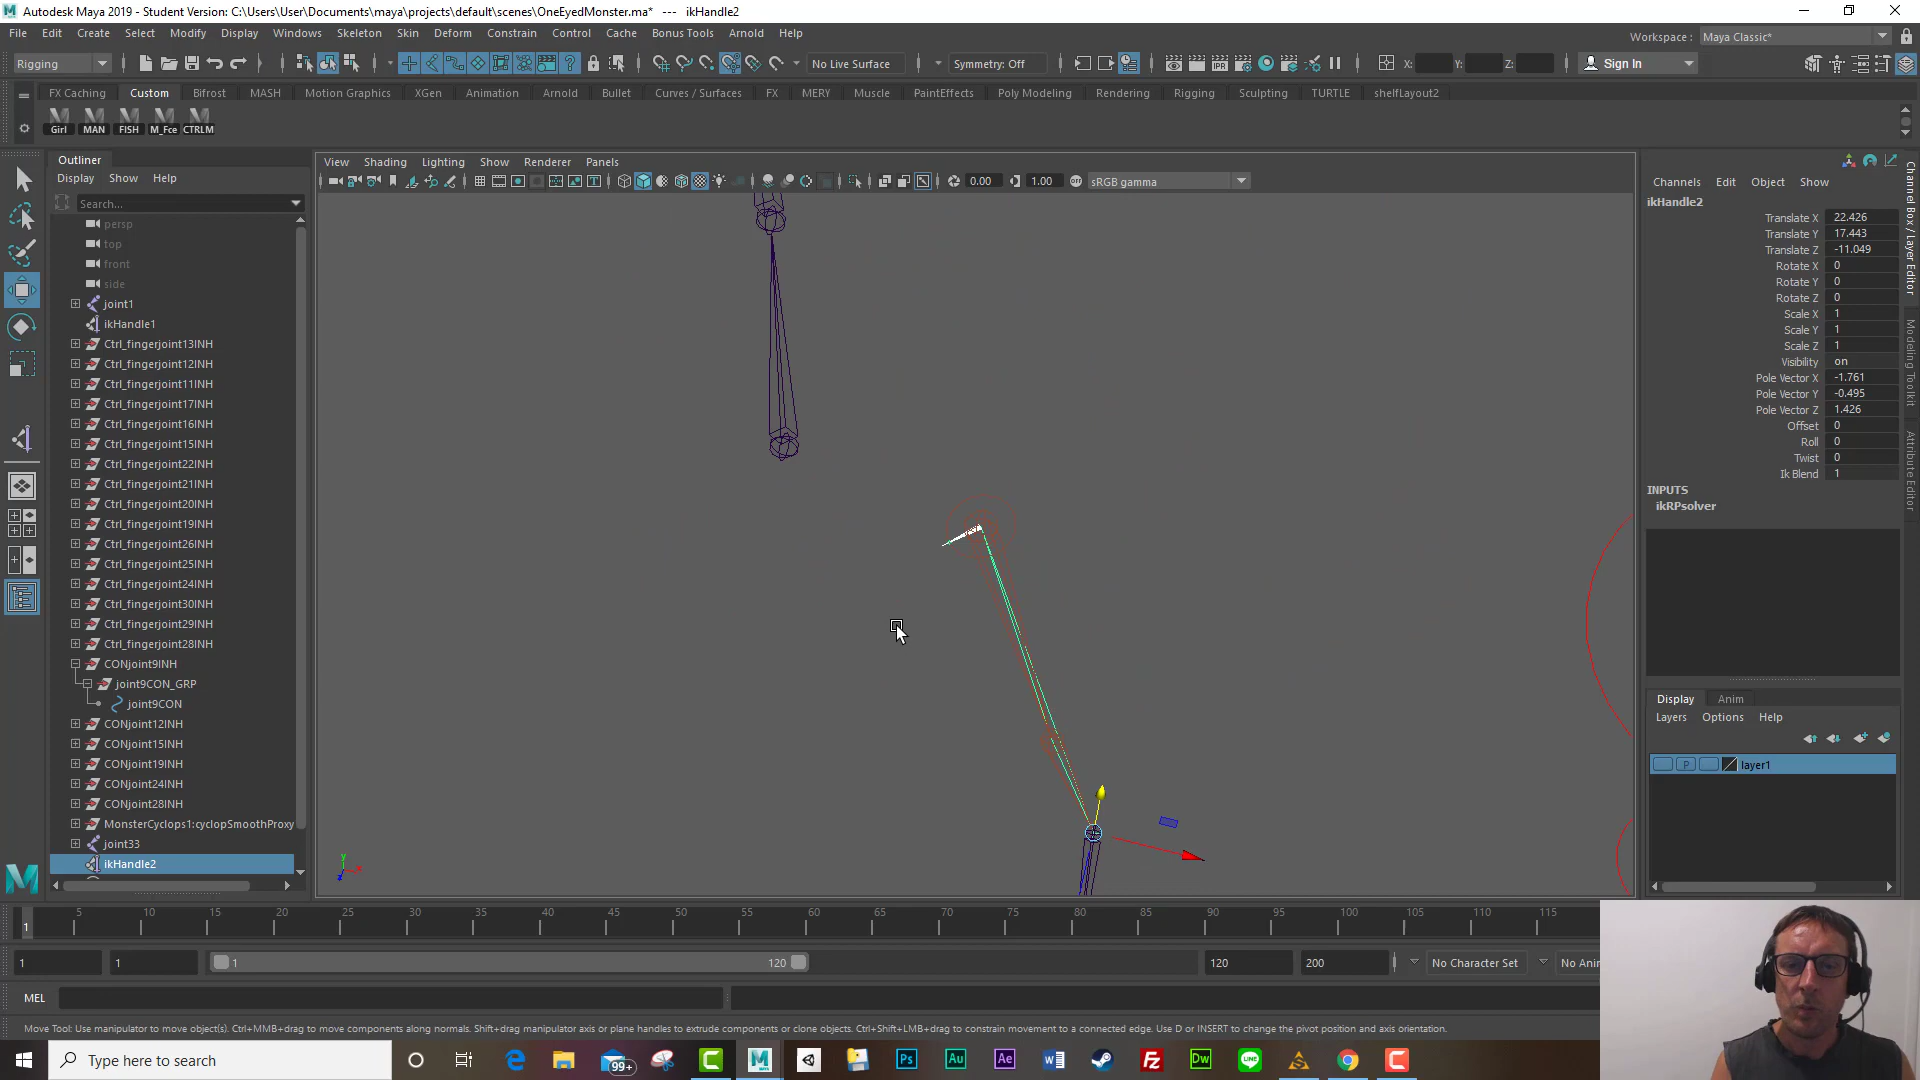 Autodesk Maya 2019 - Student Version: C:\Users\User\Documents\maya\projects\default\scenes\OneEyedMonster.ma* --- ikHandle2
File Edit Create Select Modify Display Windows Skeleton Skin Deform Constrain Control Cache Bonus Tools Arnold Help
Workspace : Maya Classic*
Rigging No Live Surface Symmetry: Off X: Y: Z: Sign In
FX Caching Custom Bifrost MASH Motion Graphics XGen Animation Arnold Bullet Curves / Surfaces FX MERY Muscle PaintEffects Poly Modeling Rendering Rigging Sculpting TURTLE shelfLayout2
Girl MAN FISH M_Fce CTRLM
Outliner
Display Show Help
Search...
persp
top
front
side
joint1
ikHandle1
Ctrl_fingerjoint13INH
Ctrl_fingerjoint12INH
Ctrl_fingerjoint11INH
Ctrl_fingerjoint17INH
Ctrl_fingerjoint16INH
Ctrl_fingerjoint15INH
Ctrl_fingerjoint22INH
Ctrl_fingerjoint21INH
Ctrl_fingerjoint20INH
Ctrl_fingerjoint19INH
Ctrl_fingerjoint26INH
Ctrl_fingerjoint25INH
Ctrl_fingerjoint24INH
Ctrl_fingerjoint30INH
Ctrl_fingerjoint29INH
Ctrl_fingerjoint28INH
CONjoint9INH
joint9CON_GRP
joint9CON
CONjoint12INH
CONjoint15INH
CONjoint19INH
CONjoint24INH
CONjoint28INH
MonsterCyclops1:cyclopSmoothProxy
joint33
ikHandle2
View Shading Lighting Show Renderer Panels
0.00 1.00 sRGB gamma
y
x
z
Channels Edit Object Show
ikHandle2
Translate X 22.426
Translate Y 17.443
Translate Z -11.049
Rotate X 0
Rotate Y 0
Rotate Z 0
Scale X 1
Scale Y 1
Scale Z 1
Visibility on
Pole Vector X -1.761
Pole Vector Y -0.495
Pole Vector Z 1.426
Offset 0
Roll 0
Twist 0
Ik Blend 1
INPUTS
ikRPsolver
Display Anim
Layers Options Help
P layer1
Channel Box / Layer Editor
Modeling Toolkit
Attribute Editor
1 5 10 15 20 25 30 35 40 45 50 55 60 65 70 75 80 85 90 95 100 105 110 115
1 1 1 120 120 200 No Character Set No Anim
MEL
Move Tool: Use manipulator to move object(s). Ctrl+MMB+drag to move components along normals. Shift+drag manipulator axis or plane handles to extrude components or clone objects. Ctrl+Shift+LMB+drag to constrain movement to a connected edge. Use D or INSERT to change the pivot position and axis orientation.
Type here to search
99+ Ps Au Ae Dw